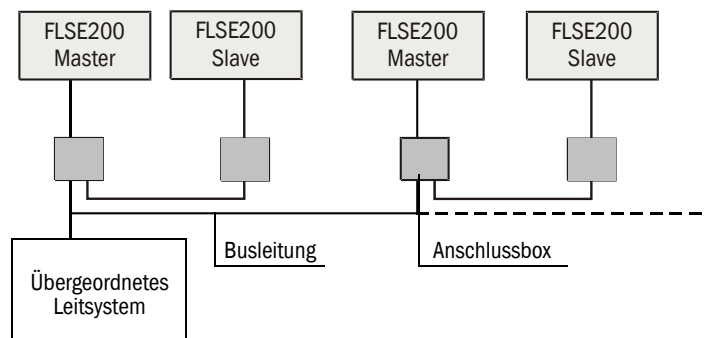 FLSE200
Master
FLSE200
Slave
FLSE200
Master
FLSE200
Slave
Busleitung
Anschlussbox
Übergeordnetes
Leitsystem